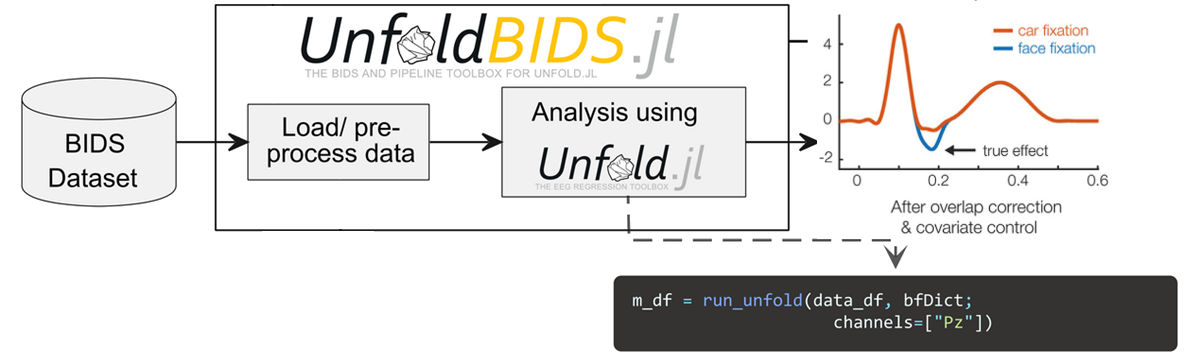 UnfoldBIDS.jl
THE BIDS AND PIPELINE TOOLBOX FOR UNFOLD.JL
BIDS
Dataset
Load/ pre-
process data
Analysis using
Unfold.jl
THE EEG REGRESSION TOOLBOX
car fixation
face fixation
4
2
0
-2
true effect
0
0.2
0.4
0.6
After overlap correction
& covariate control
m_df = run_unfold(data_df, bfDict;
channels=["Pz"])